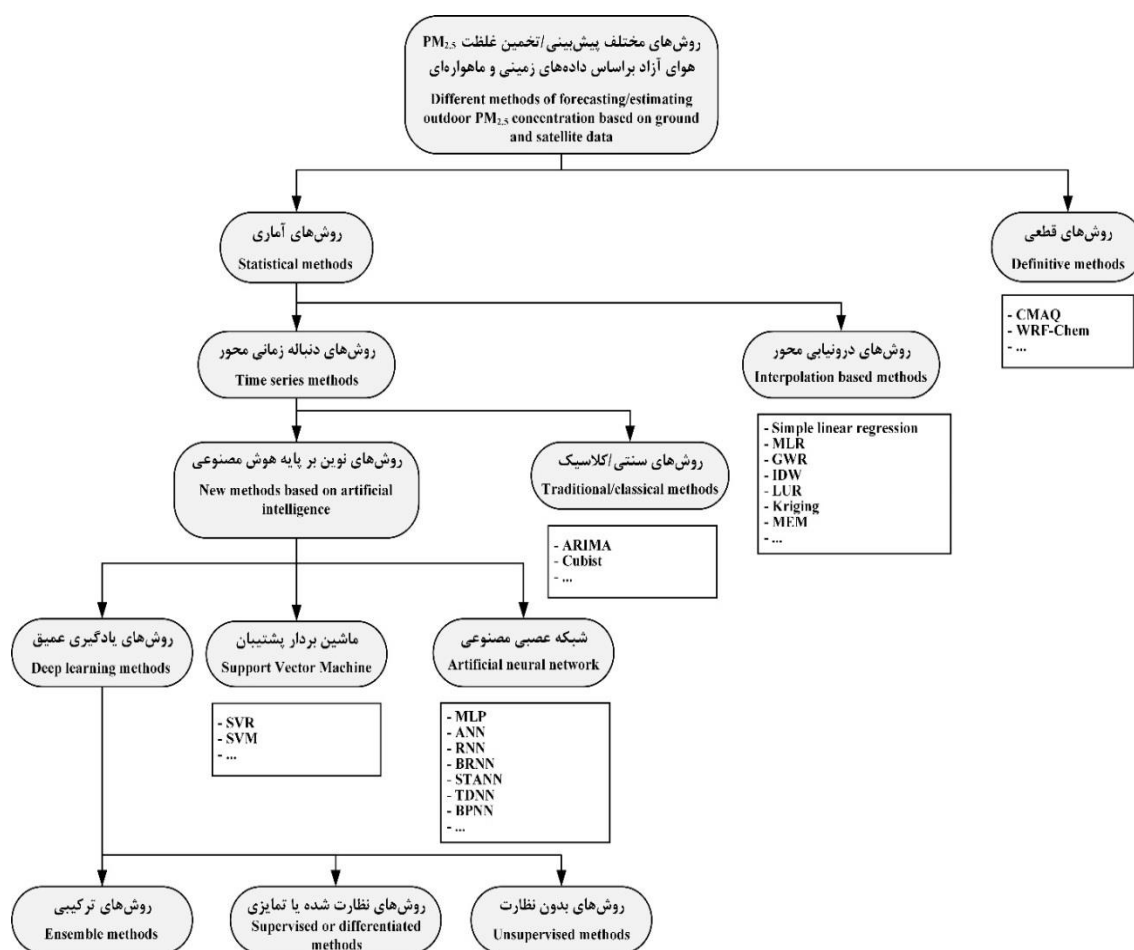 روش‌های مختلف پیش‌بینی/تخمین غلظت PM2.5
هوای آزاد براساس داده‌های زمینی و ماهواره‌ای
Different methods of forecasting/estimating
outdoor PM2.5 concentration based on ground
and satellite data
روش‌های آماری
Statistical methods
روش‌های قطعی
Definitive methods
- CMAQ
- WRF-Chem
- ...
روش‌های دنباله زمانی محور
Time series methods
روش‌های درونیابی محور
Interpolation based methods
- Simple linear regression
- MLR
- GWR
- IDW
- LUR
- Kriging
- MEM
- ...
روش‌های نوین بر پایه هوش مصنوعی
New methods based on artificial
intelligence
روش‌های سنتی/کلاسیک
Traditional/classical methods
- ARIMA
- Cubist
- ...
روش‌های یادگیری عمیق
Deep learning methods
ماشین بردار پشتیبان
Support Vector Machine
- SVR
- SVM
- ...
شبکه عصبی مصنوعی
Artificial neural network
- MLP
- ANN
- RNN
- BRNN
- STANN
- TDNN
- BPNN
- ...
روش‌های ترکیبی
Ensemble methods
روش‌های نظارت شده یا تمایزی
Supervised or differentiated
methods
روش‌های بدون نظارت
Unsupervised methods